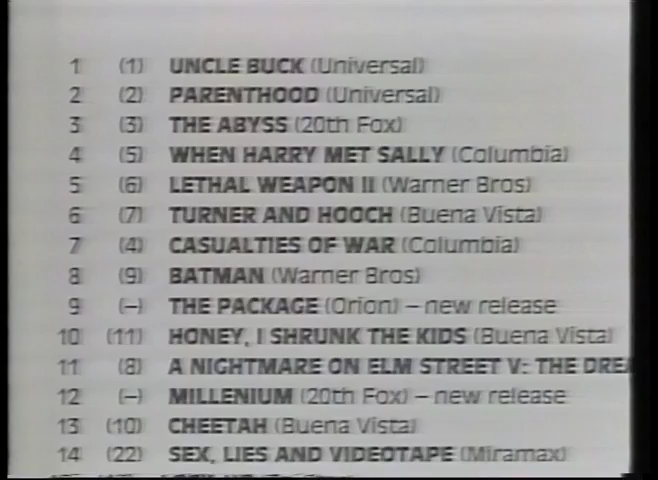 1 (1) UNCLE BUCK (Universal)
2 (2) PARENTHOOD (Universal)
3 (3) THE ABYSS (20th Fox)
4 (5) WHEN HARRY MET SALLY (Columbia)
5 (6) LETHAL WEAPON II (Warner Bros)
6 (7) TURNER AND HOOCH (Buena Vista)
7 (4) CASUALTIES OF WAR (Columbia)
8 (9) BATMAN (Warner Bros)
9 (–) THE PACKAGE (Orion) – new release
10 (11) HONEY, I SHRUNK THE KIDS (Buena Vista)
11 (8) A NIGHTMARE ON ELM STREET V: THE DREA
12 (–) MILLENIUM (20th Fox) – new release
13 (10) CHEETAH (Buena Vista)
14 (22) SEX, LIES AND VIDEOTAPE (Miramax)